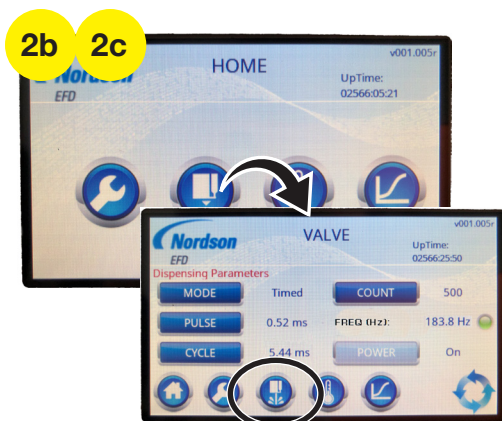 2b 2c
Nordson
EFD
HOME
v001.005r
UpTime:
02566:05:21
Nordson
EFD
VALVE
v001.005r
UpTime:
02566:25:50
Dispensing Parameters
MODE Timed COUNT 500
PULSE 0.52 ms FREQ (Hz): 183.8 Hz
CYCLE 5.44 ms POWER On